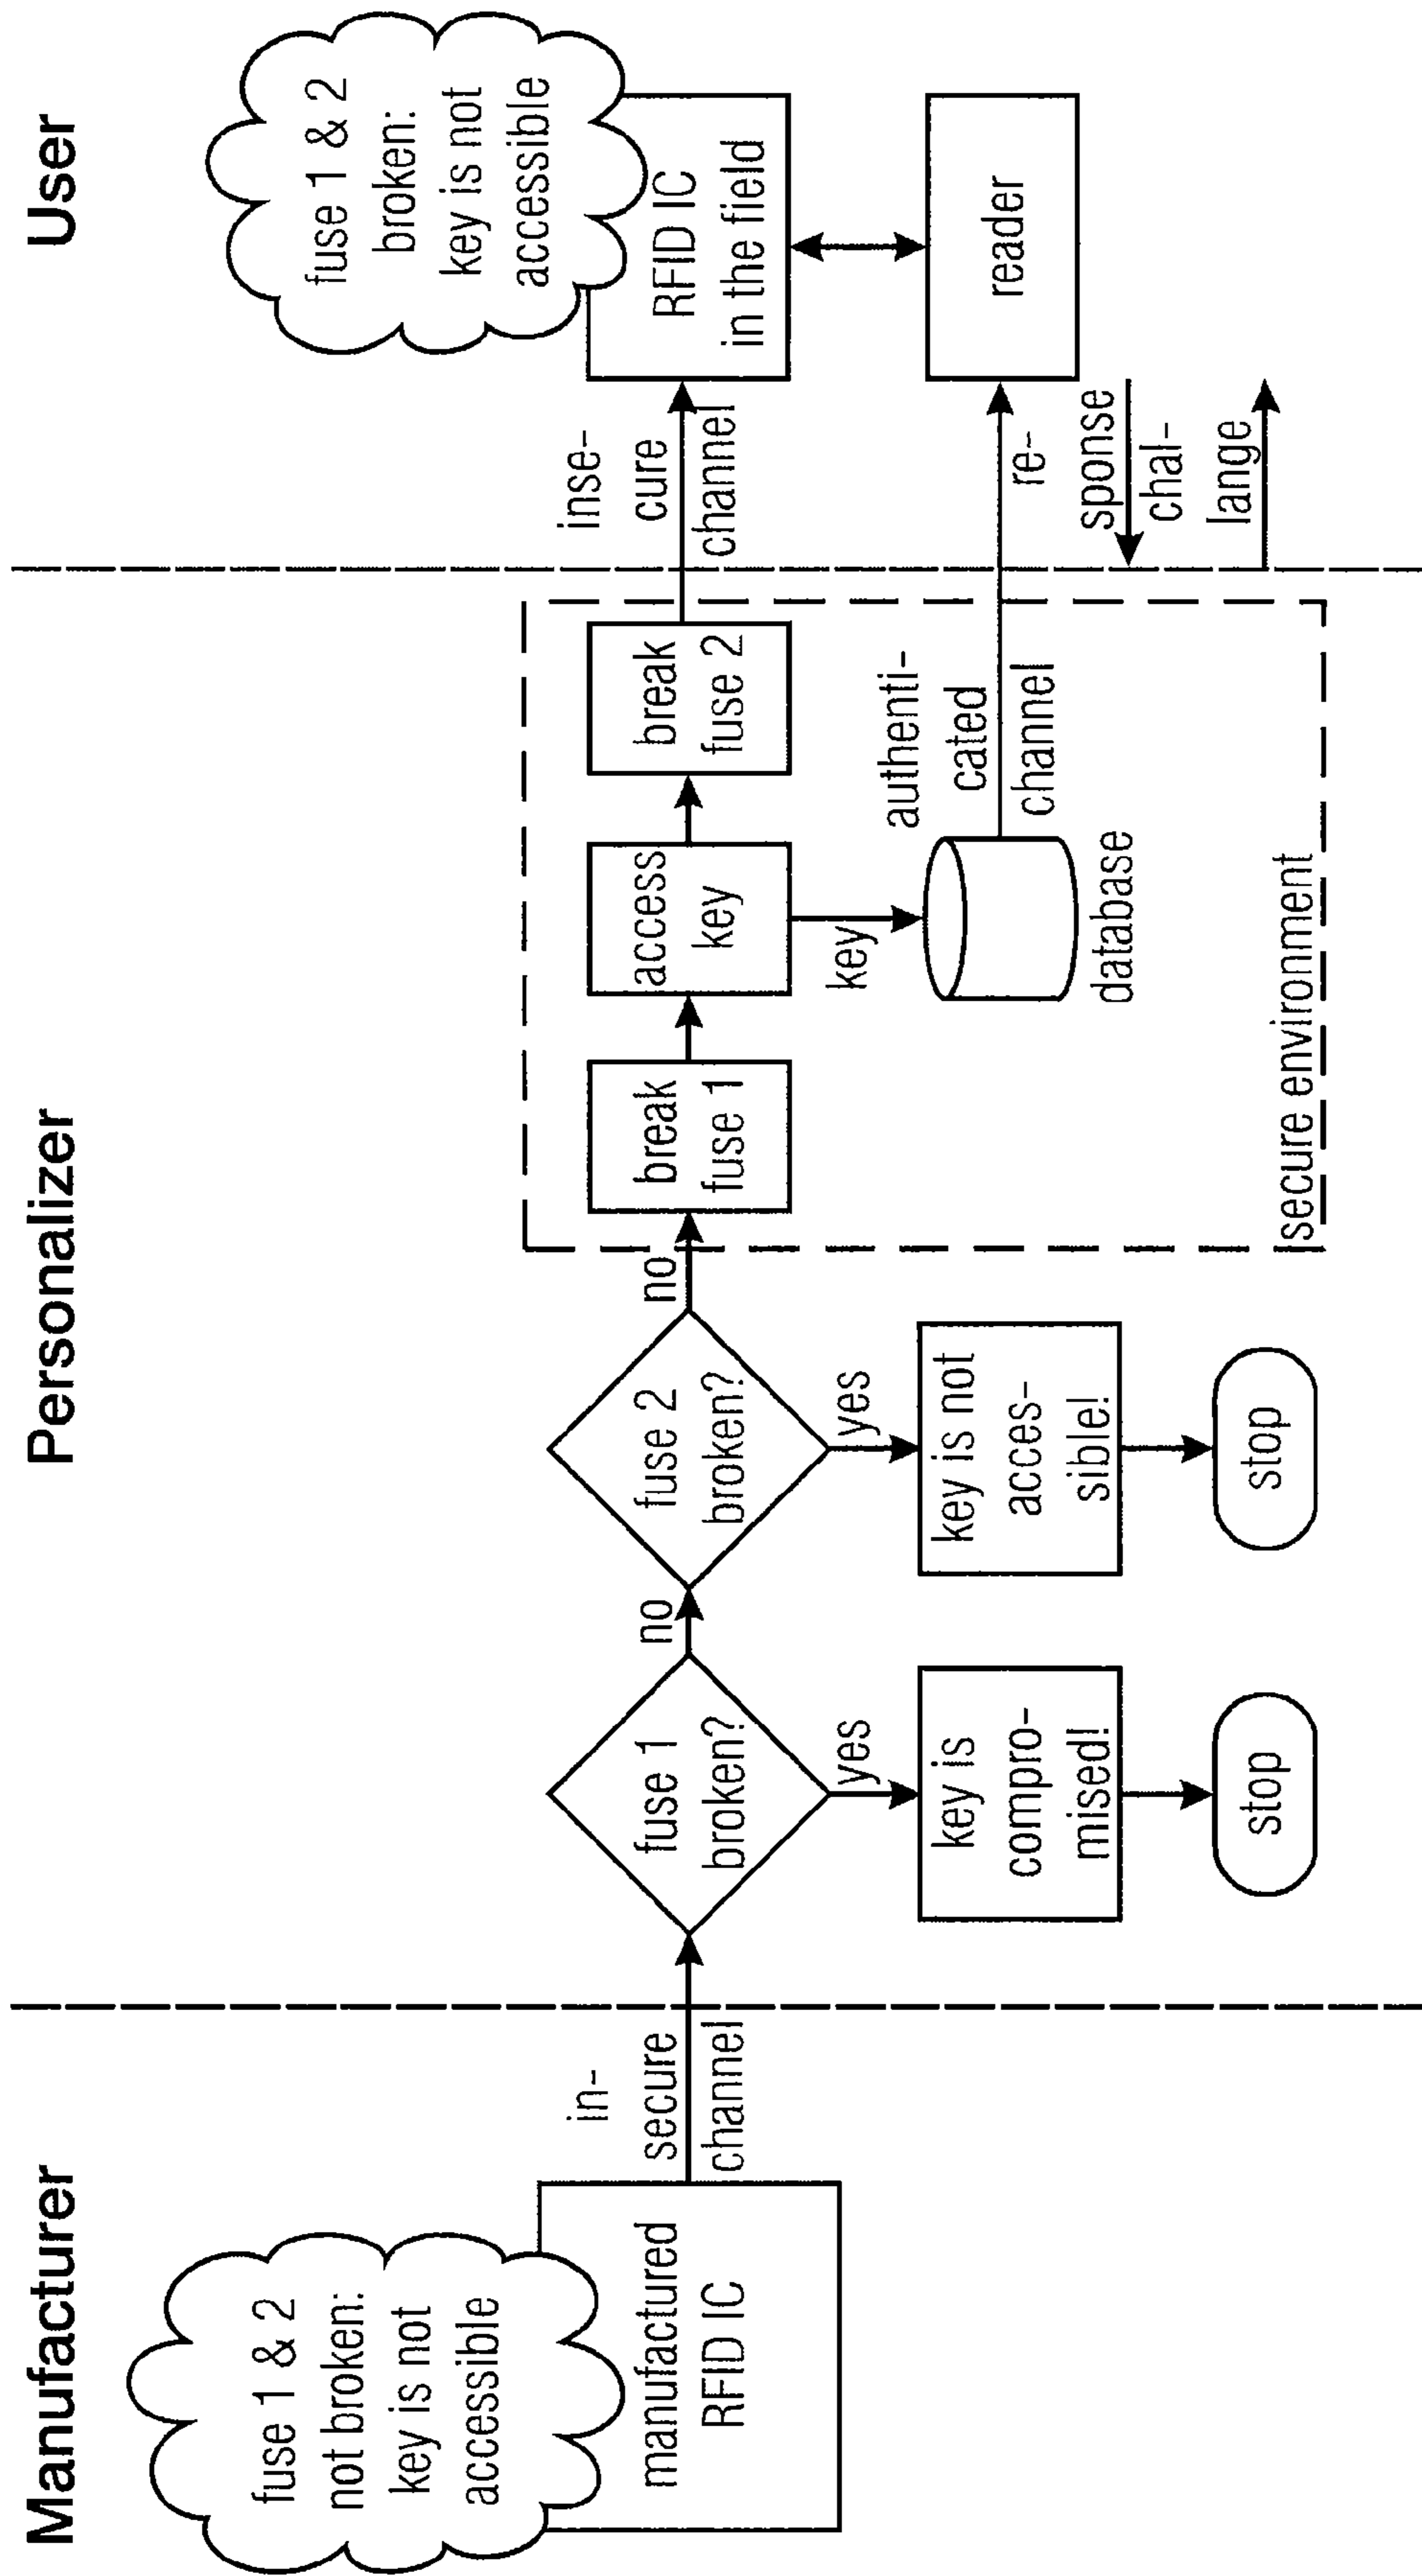 Manufacturer
Personalizer
User
fuse 1 & 2
not broken:
key is not
accessible
manufactured
RFID IC
in-
secure
channel
fuse 1
broken?
no
yes
key is
compro-
mised!
stop
fuse 2
broken?
no
yes
key is not
acces-
sible!
stop
break
fuse 1
access
key
break
fuse 2
key
database
authenti-
cated
channel
secure environment
inse-
cure
channel
fuse 1 & 2
broken:
key is not
accessible
RFID IC
in the field
reader
re-
sponse
chal-
lange